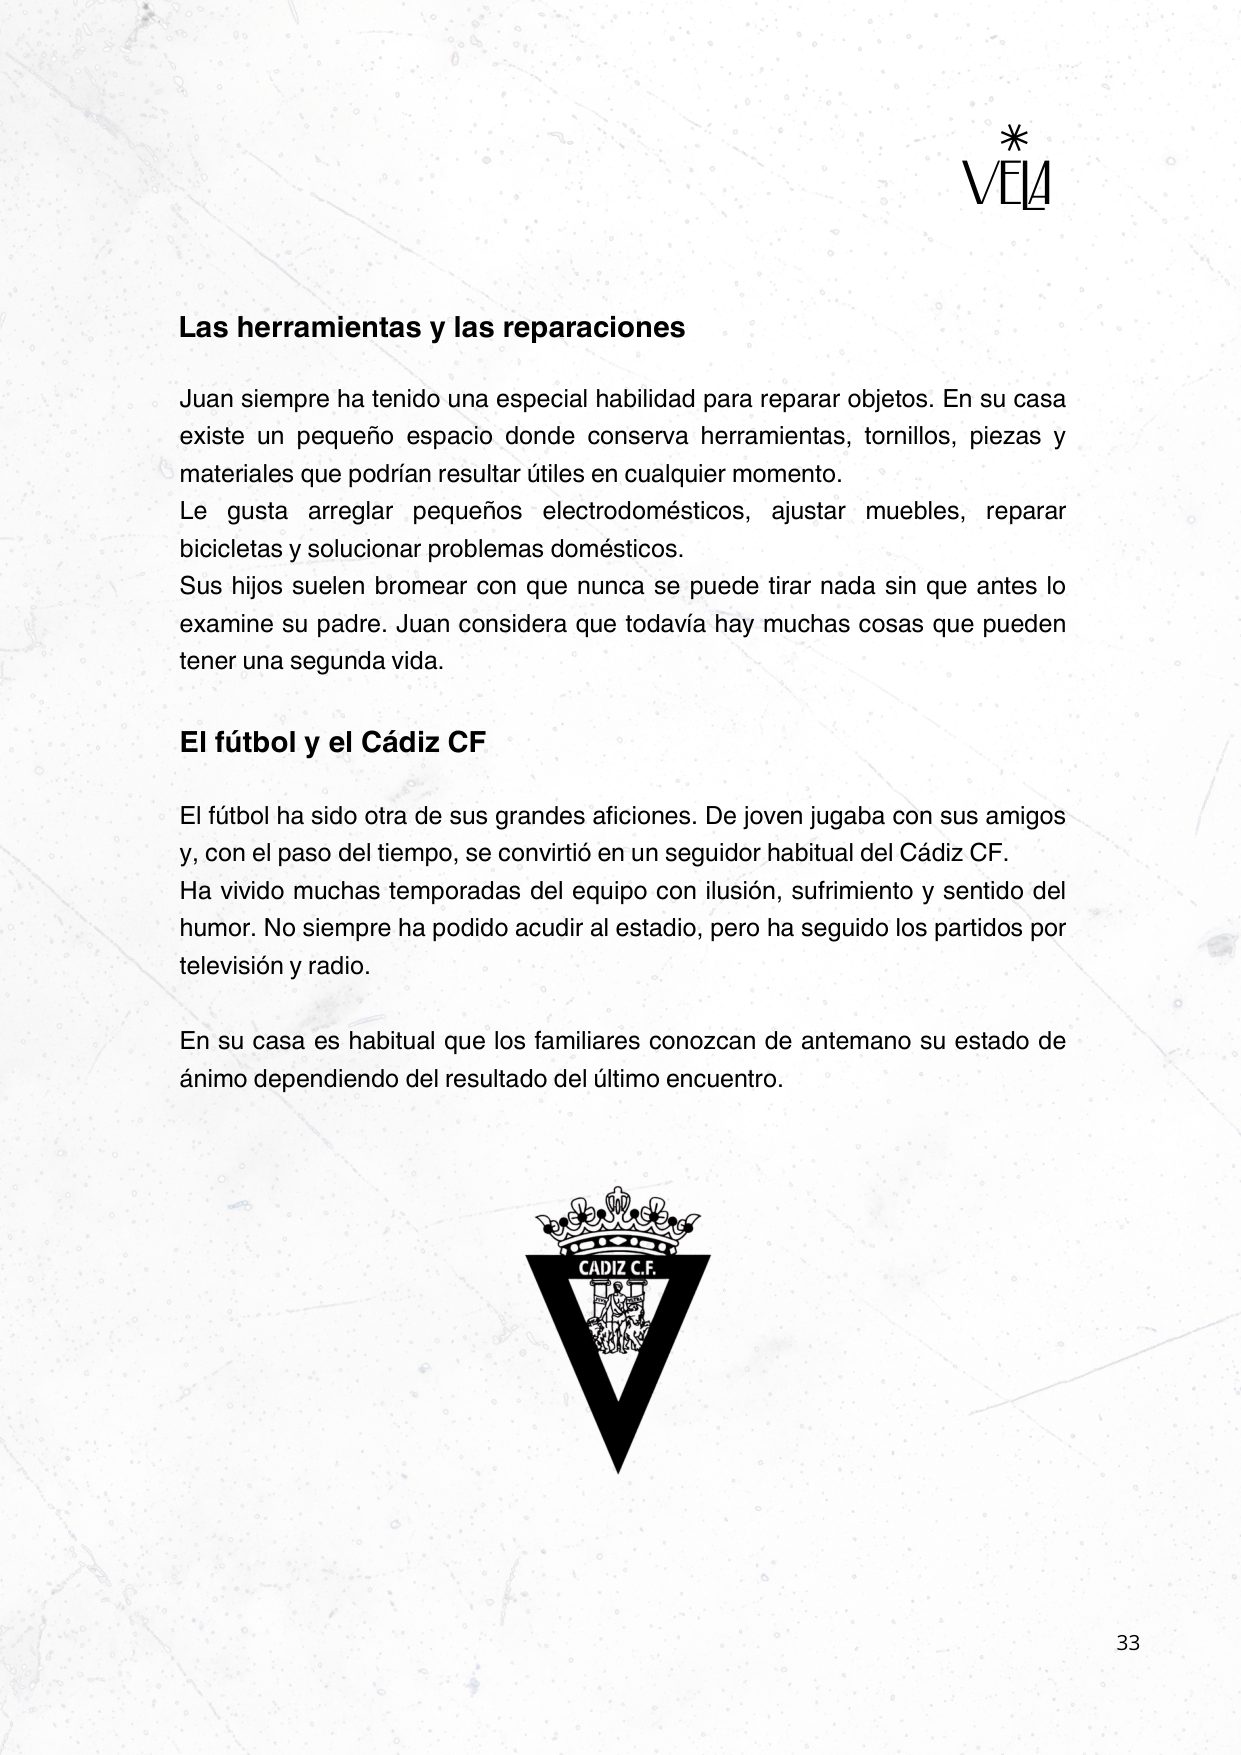 VELA
Las herramientas y las reparaciones
Juan siempre ha tenido una especial habilidad para reparar objetos. En su casa
existe un pequeño espacio donde conserva herramientas, tornillos, piezas y
materiales que podrían resultar útiles en cualquier momento.
Le gusta arreglar pequeños electrodomésticos, ajustar muebles, reparar
bicicletas y solucionar problemas domésticos.
Sus hijos suelen bromear con que nunca se puede tirar nada sin que antes lo
examine su padre. Juan considera que todavía hay muchas cosas que pueden
tener una segunda vida.
El fútbol y el Cádiz CF
El fútbol ha sido otra de sus grandes aficiones. De joven jugaba con sus amigos
y, con el paso del tiempo, se convirtió en un seguidor habitual del Cádiz CF.
Ha vivido muchas temporadas del equipo con ilusión, sufrimiento y sentido del
humor. No siempre ha podido acudir al estadio, pero ha seguido los partidos por
televisión y radio.
En su casa es habitual que los familiares conozcan de antemano su estado de
ánimo dependiendo del resultado del último encuentro.
CADIZ C.F.
33